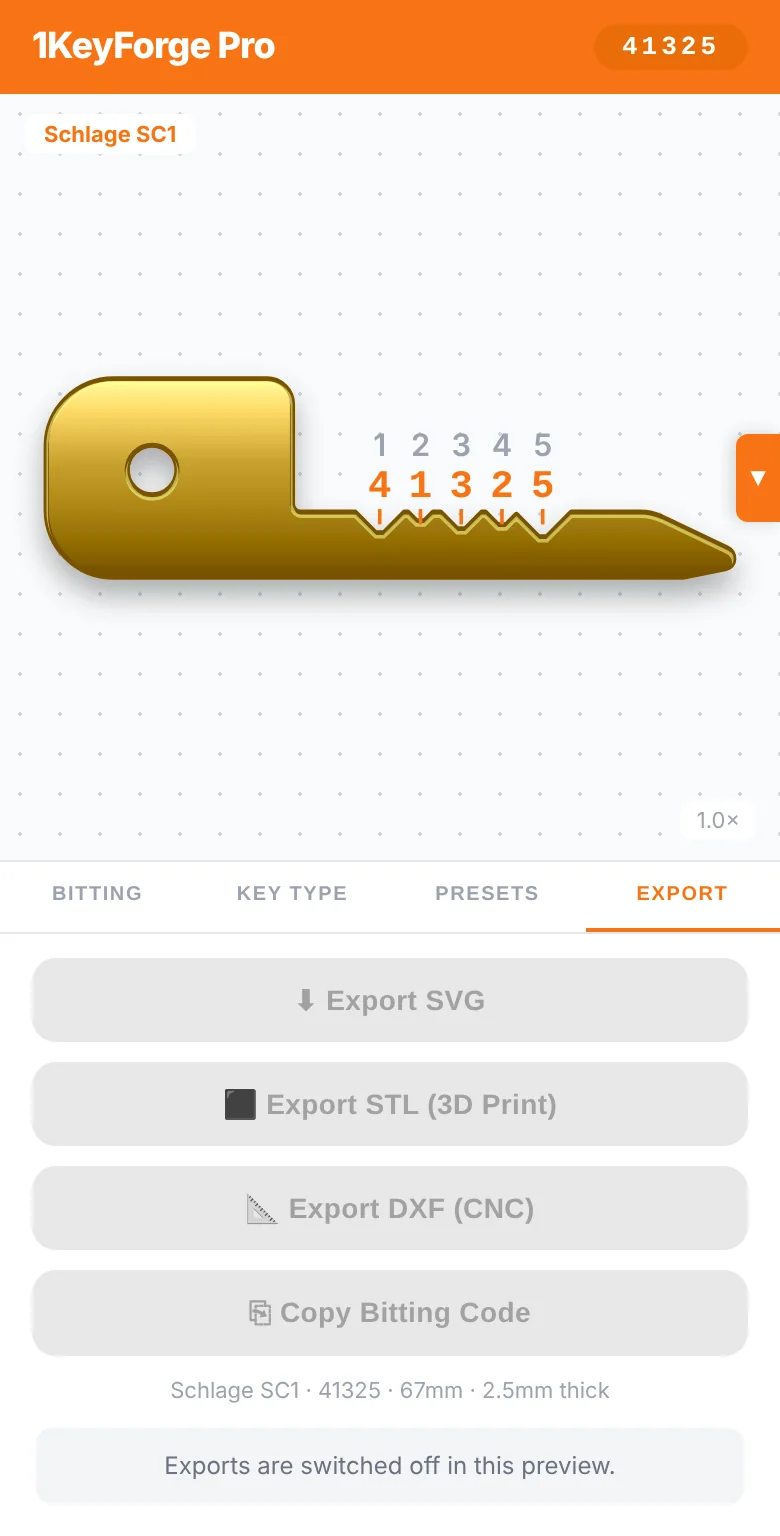 1KeyForge Pro
41325
Schlage SC1
1 2 3 4 5
4 1 3 2 5
▼
1.0×
BITTING KEY TYPE PRESETS EXPORT
⬇ Export SVG
⬛ Export STL (3D Print)
📐 Export DXF (CNC)
⎘ Copy Bitting Code
Schlage SC1 · 41325 · 67mm · 2.5mm thick
Exports are switched off in this preview.